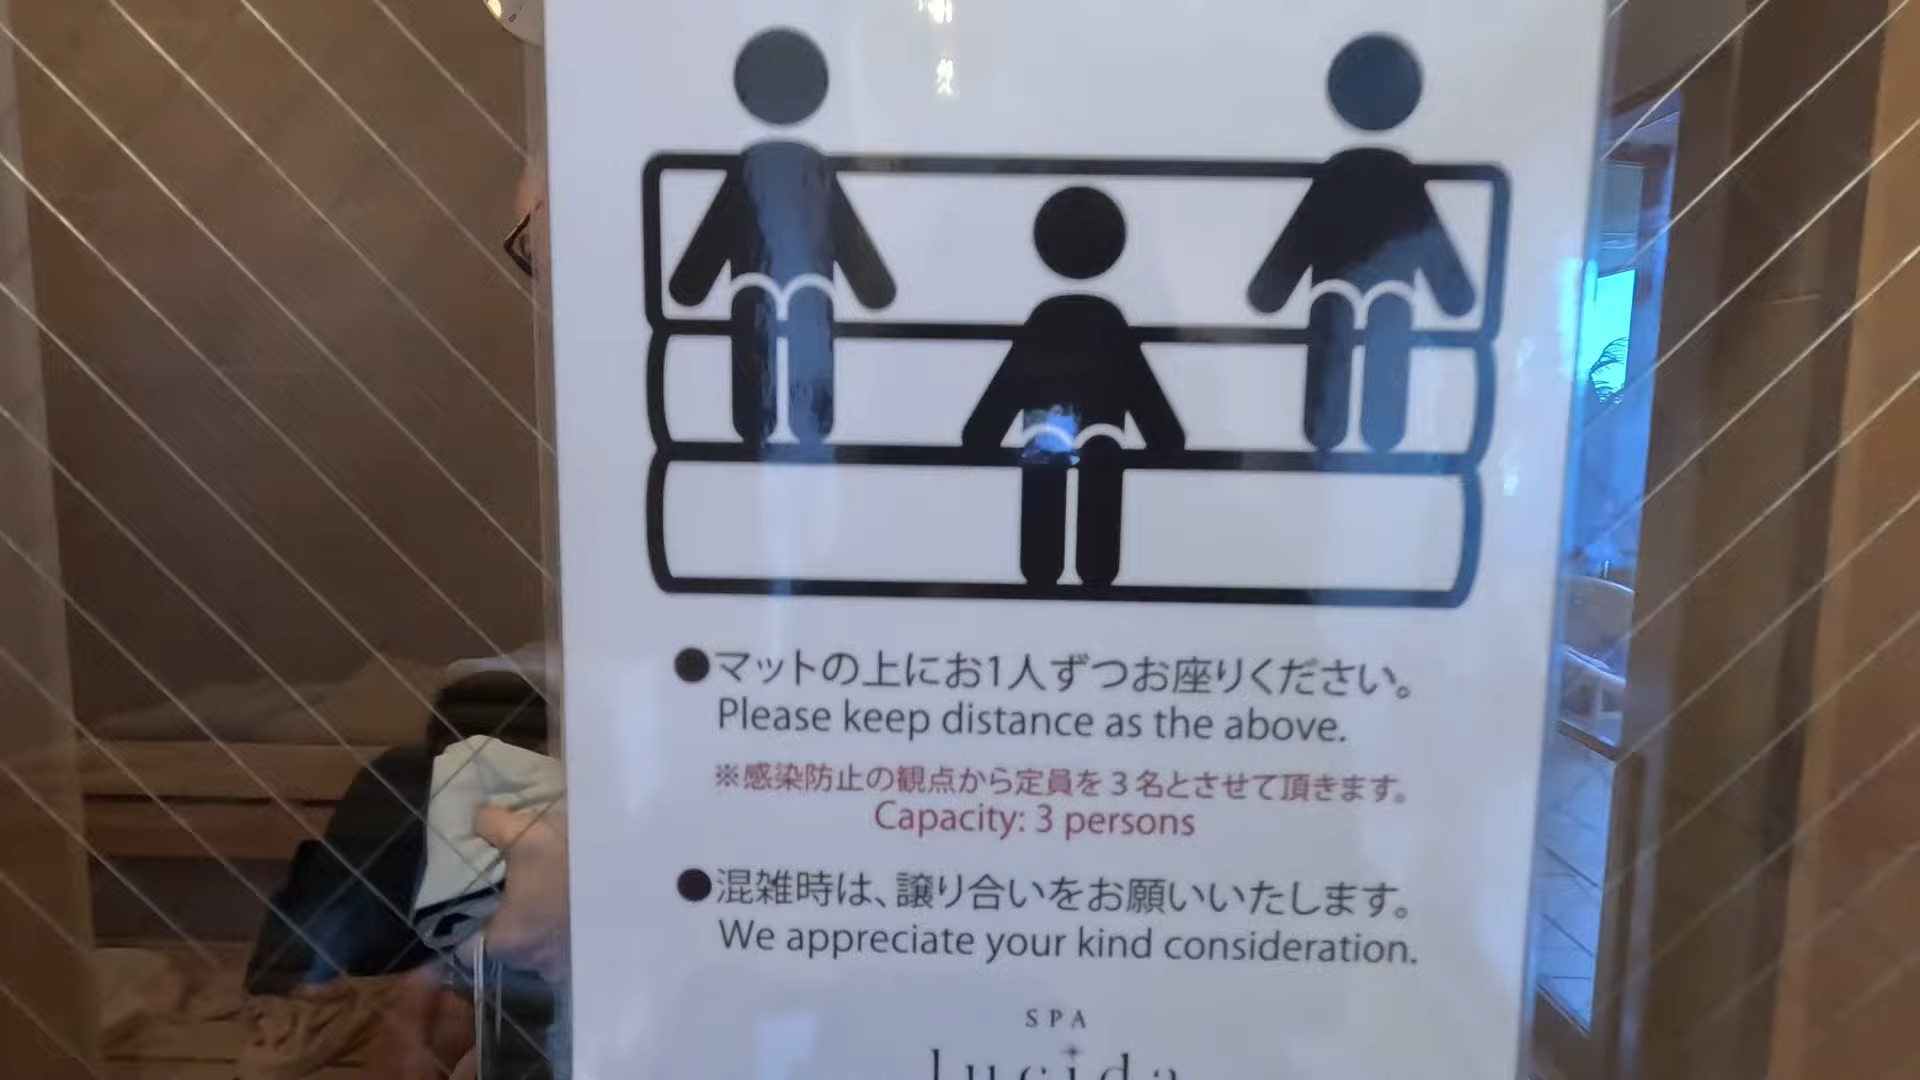 ●マットの上にお1人ずつお座りください。
Please keep distance as the above.
※感染防止の観点から定員を3名とさせて頂きます。
Capacity: 3 persons
●混雑時は、譲り合いをお願いいたします。
We appreciate your kind consideration.
SPA
lucida